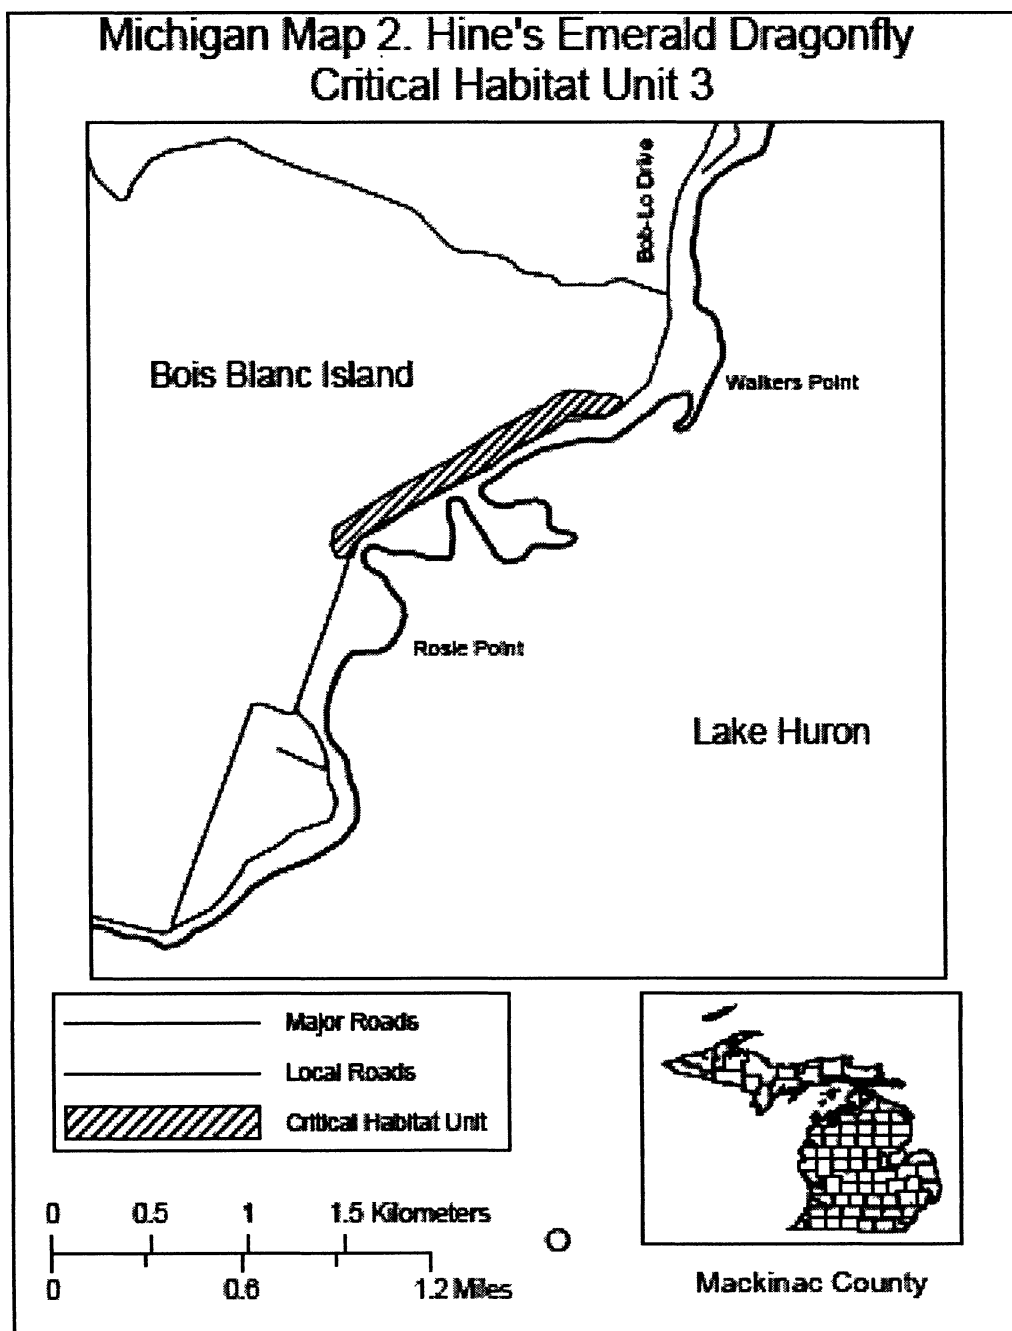 Michigan Map 2. Hine's Emerald Dragonfly
Critical Habitat Unit 3
Bob-Lo Drive
Bois Blanc Island
Walkers Point
Rosie Point
Lake Huron
Major Roads
Local Roads
Critical Habitat Unit
0 0.5 1 1.5 Kilometers
0 0.6 1.2 Miles
Mackinac County